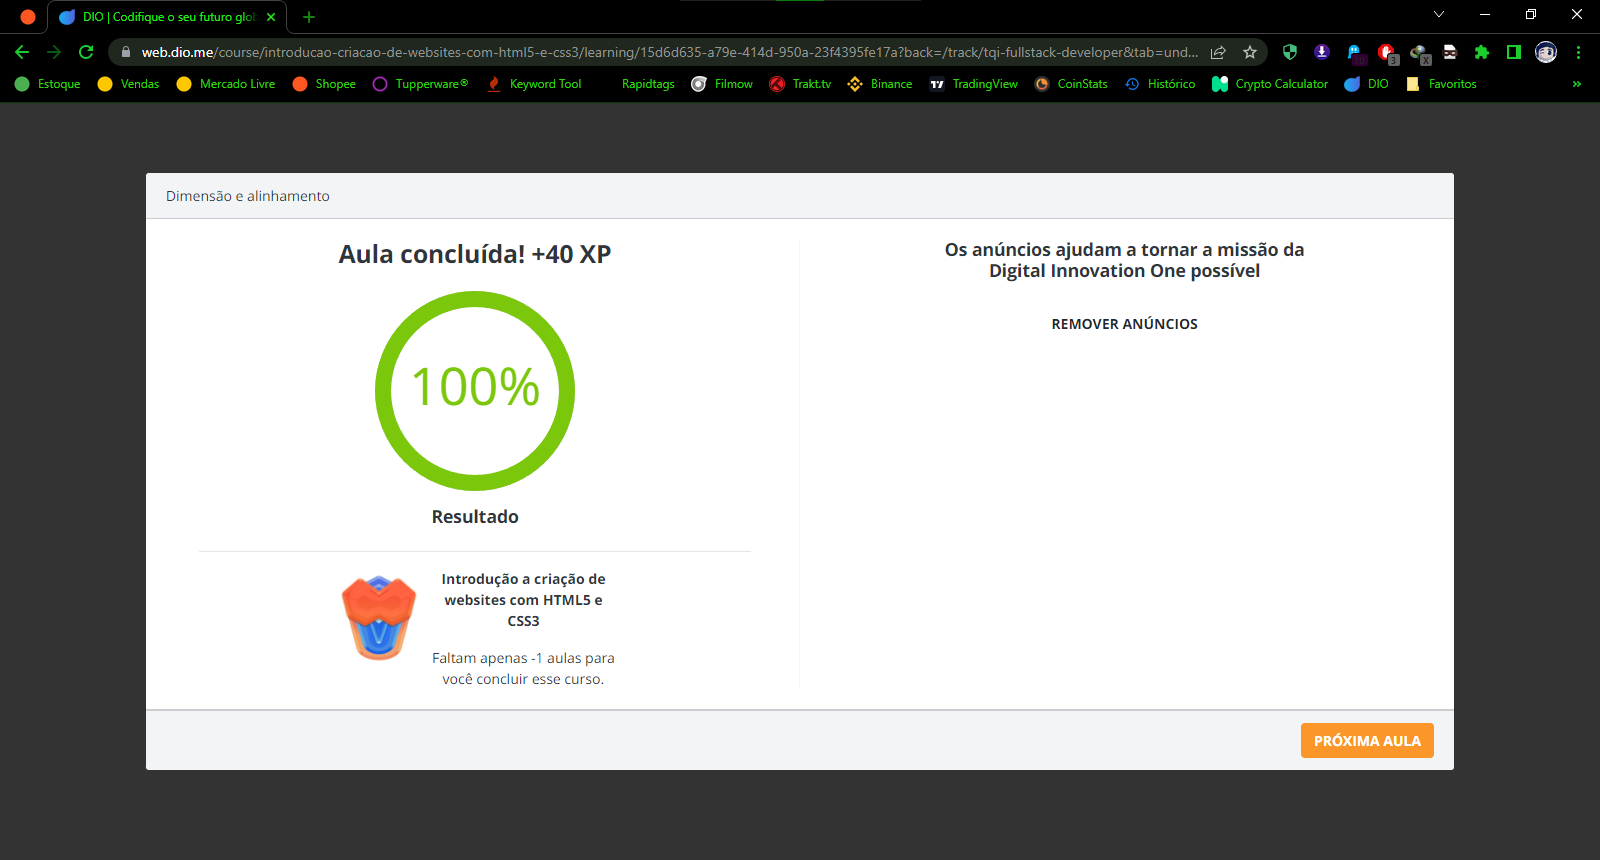 DIO | Codifique o seu futuro glob
web.dio.me/course/introducao-criacao-de-websites-com-html5-e-css3/learning/15d6d635-a79e-414d-950a-23f4395fe17a?back=/track/tqi-fullstack-developer&tab=und...
10
3
X
Estoque
Vendas
Mercado Livre
Shopee
Tupperware®
Keyword Tool
Rapidtags
Filmow
Trakt.tv
Binance
TradingView
CoinStats
Histórico
Crypto Calculator
DIO
Favoritos
»
Dimensão e alinhamento
Aula concluída! +40 XP
100%
Resultado
Introdução a criação de
websites com HTML5 e
CSS3
Faltam apenas -1 aulas para
você concluir esse curso.
Os anúncios ajudam a tornar a missão da
Digital Innovation One possível
REMOVER ANÚNCIOS
PRÓXIMA AULA